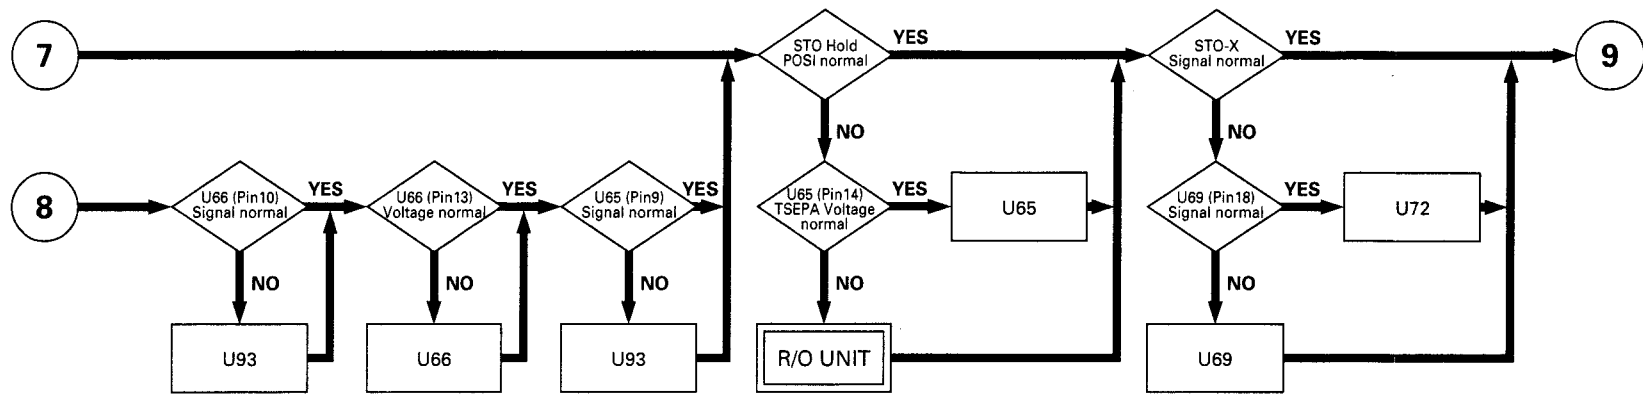 7
STO Hold
POSI normal
YES
STO-X
Signal normal
YES
9
NO
NO
8
U66 (Pin10)
Signal normal
YES
U66 (Pin13)
Voltage normal
YES
U65 (Pin9)
Signal normal
YES
U65 (Pin14)
TSEPA Voltage
normal
YES
U65
U69 (Pin18)
Signal normal
YES
U72
NO
NO
NO
NO
NO
U93
U66
U93
R/O UNIT
U69